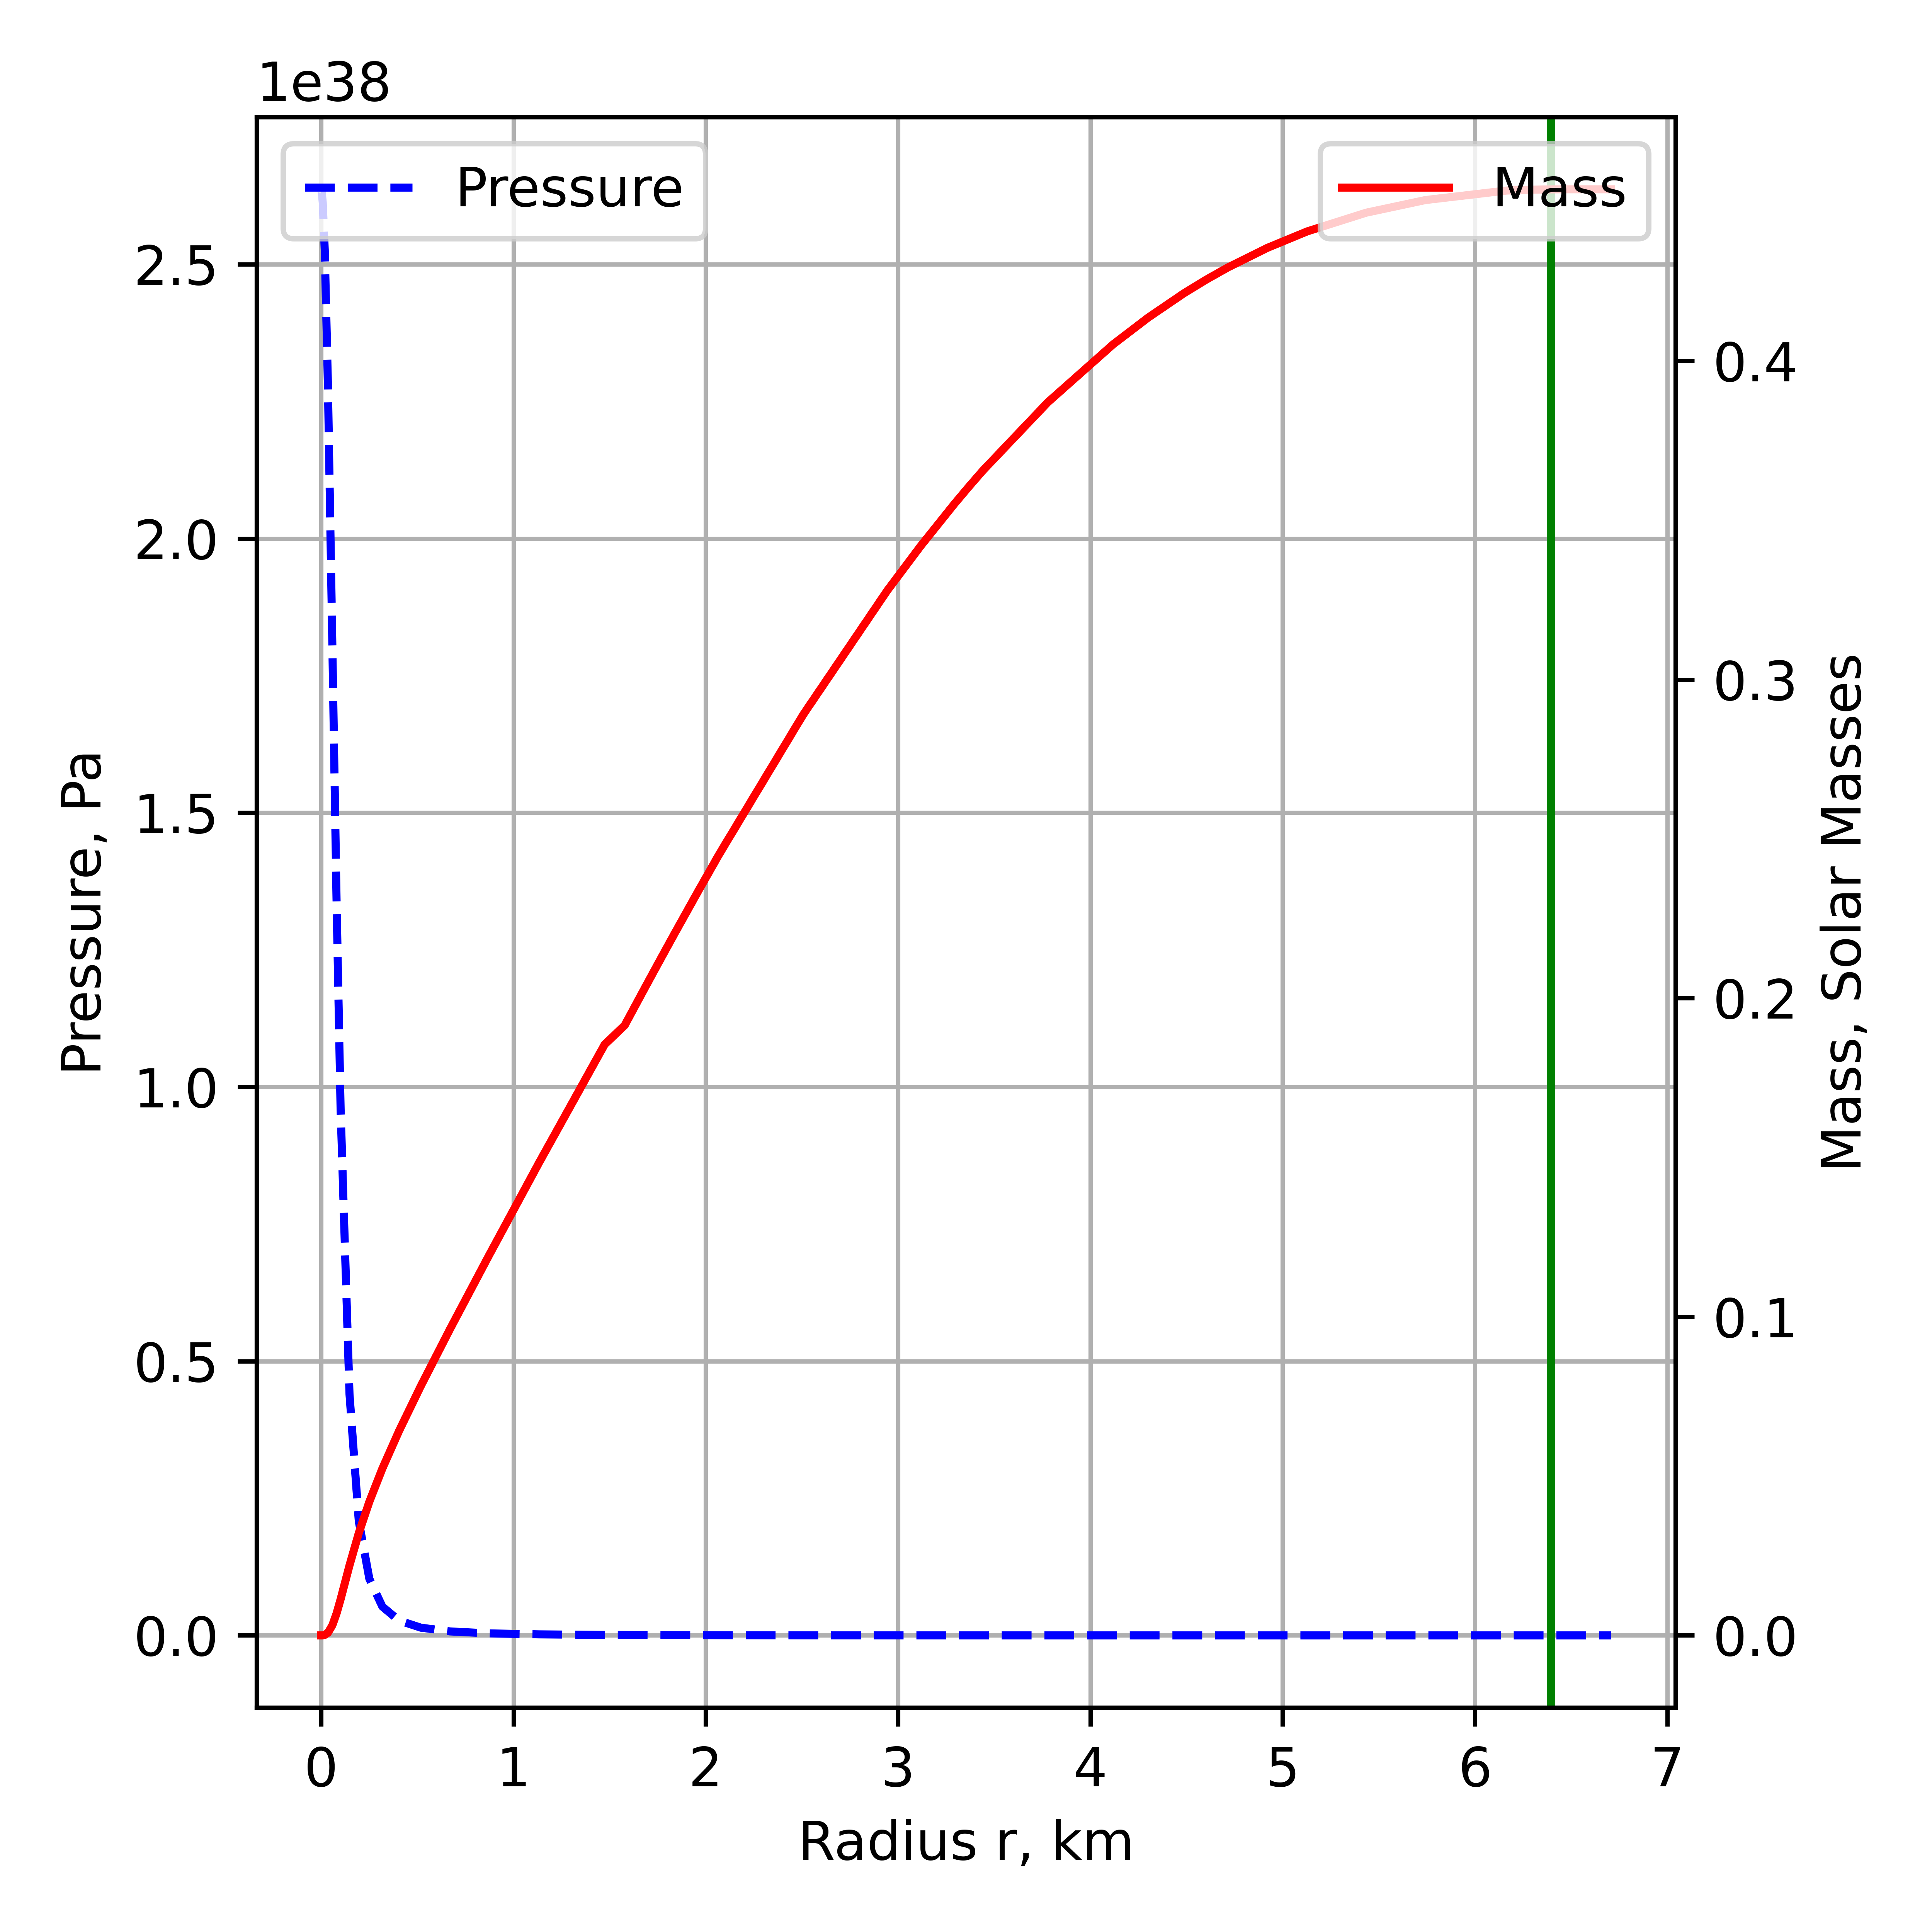 1e38
Pressure
Mass
2.5
2.0
1.5
1.0
0.5
0.0
Pressure, Pa
0.4
0.3
0.2
0.1
0.0
Mass, Solar Masses
0 1 2 3 4 5 6 7
Radius r, km